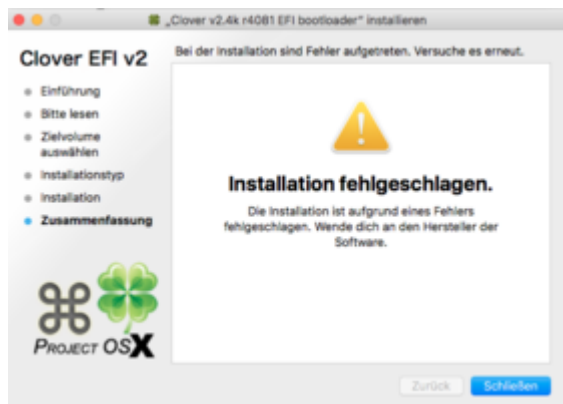 „Clover v2.4k r4081 EFI bootloader“ installieren
Clover EFI v2
Bei der Installation sind Fehler aufgetreten. Versuche es erneut.
Einführung
Bitte lesen
Zielvolume
auswählen
Installationstyp
Installation
Zusammenfassung
Installation fehlgeschlagen.
Die Installation ist aufgrund eines Fehlers
fehlgeschlagen. Wende dich an den Hersteller der
Software.
PROJECT OSX
Zurück
Schließen